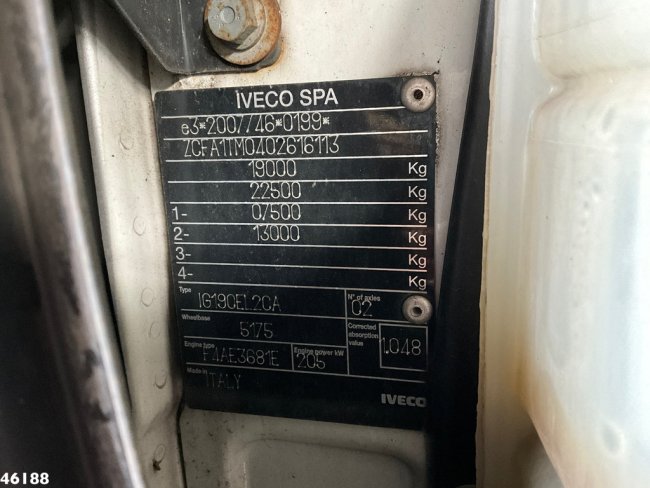 IVECO SPA
e3*2007/46*0199*
ZCFA1TM0402616113
19000 Kg
22500 Kg
1- 07500 Kg
2- 13000 Kg
3- Kg
4- Kg
Type IG190EL2CA N° of axles 02
Wheelbase 5175 Corrected absorption value 1.048
Engine type F4AE3681E Engine power kW 205
Made in ITALY
IVECO
46188